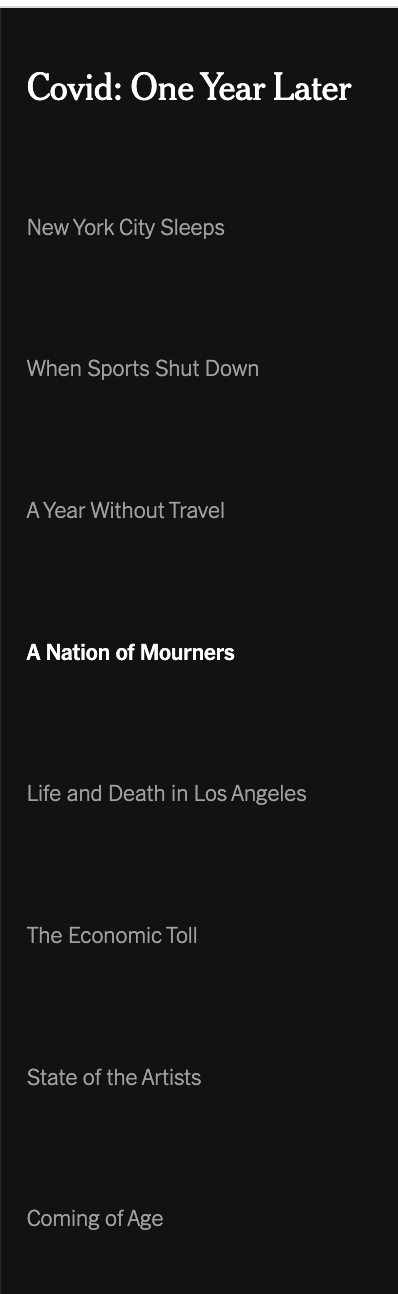 Covid: One Year Later
New York City Sleeps
When Sports Shut Down
A Year Without Travel
A Nation of Mourners
Life and Death in Los Angeles
The Economic Toll
State of the Artists
Coming of Age